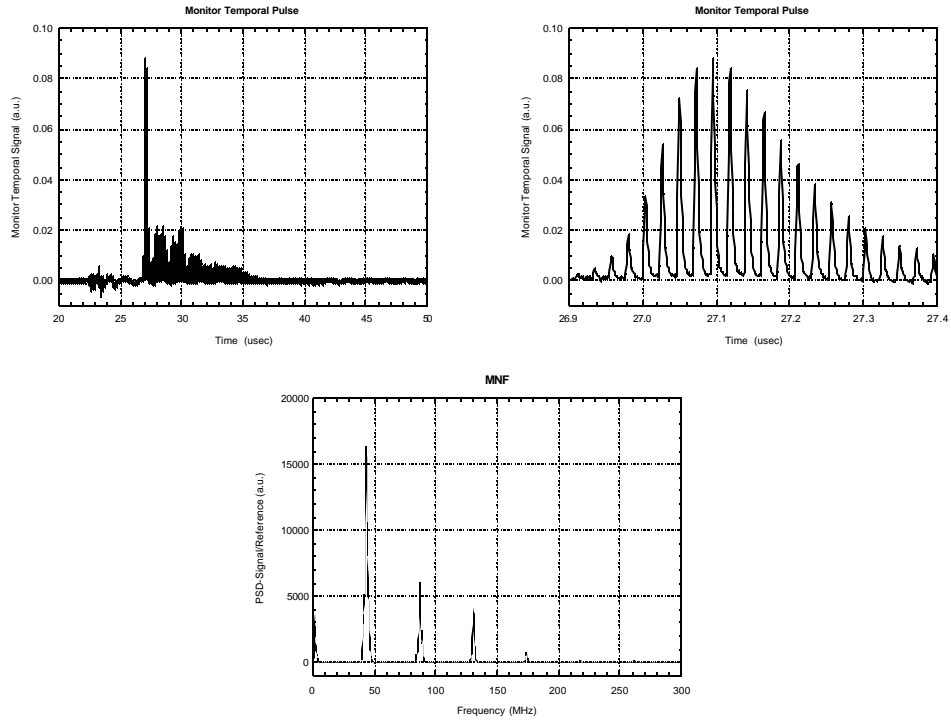 Monitor Temporal Pulse
Monitor Temporal Signal (a.u.)
0.10
0.08
0.06
0.04
0.02
0.00
20 25 30 35 40 45 50
Time (usec)
Monitor Temporal Pulse
Monitor Temporal Signal (a.u.)
0.10
0.08
0.06
0.04
0.02
0.00
26.9 27.0 27.1 27.2 27.3 27.4
Time (usec)
MNF
PSD-Signal/Reference (a.u.)
20000
15000
10000
5000
0
0 50 100 150 200 250 300
Frequency (MHz)